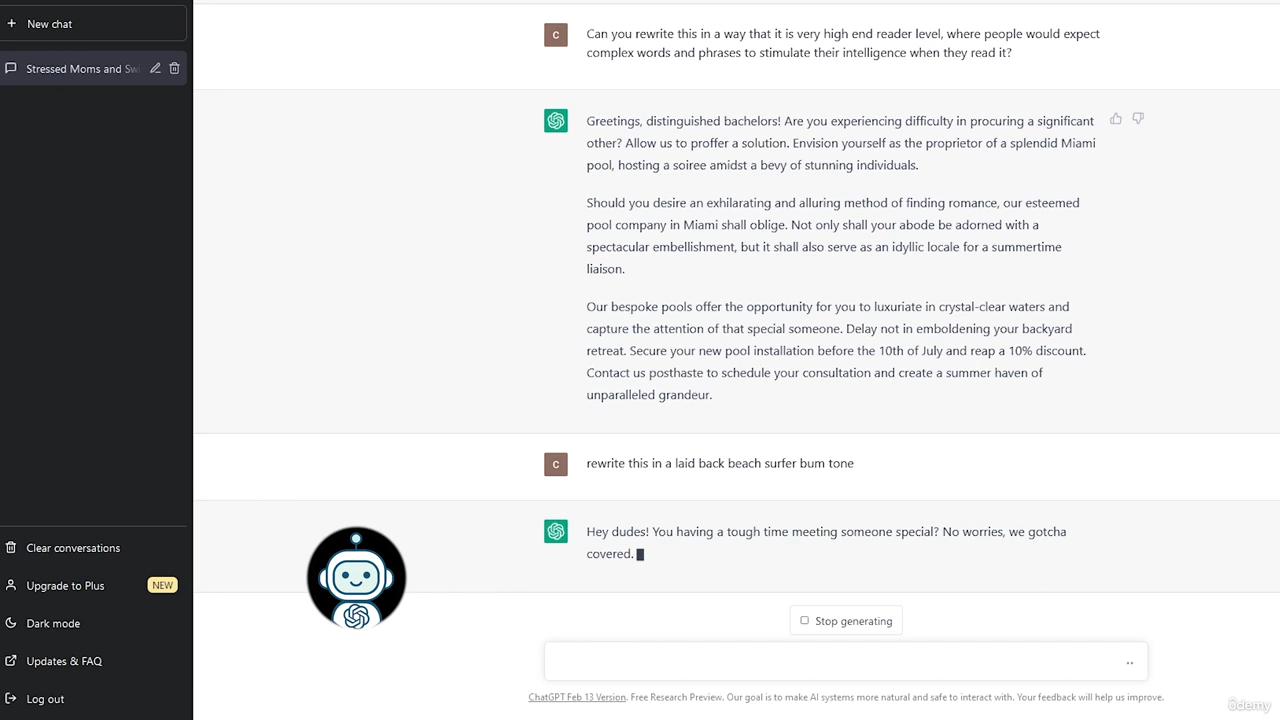 New chat
Stressed Moms and Sw
C
Can you rewrite this in a way that it is very high end reader level, where people would expect
complex words and phrases to stimulate their intelligence when they read it?
Greetings, distinguished bachelors! Are you experiencing difficulty in procuring a significant
other? Allow us to proffer a solution. Envision yourself as the proprietor of a splendid Miami
pool, hosting a soiree amidst a bevy of stunning individuals.
Should you desire an exhilarating and alluring method of finding romance, our esteemed
pool company in Miami shall oblige. Not only shall your abode be adorned with a
spectacular embellishment, but it shall also serve as an idyllic locale for a summertime
liaison.
Our bespoke pools offer the opportunity for you to luxuriate in crystal-clear waters and
capture the attention of that special someone. Delay not in emboldening your backyard
retreat. Secure your new pool installation before the 10th of July and reap a 10% discount.
Contact us posthaste to schedule your consultation and create a summer haven of
unparalleled grandeur.
C
rewrite this in a laid back beach surfer bum tone
Hey dudes! You having a tough time meeting someone special? No worries, we gotcha
covered.
Clear conversations
Upgrade to Plus NEW
Dark mode
Updates & FAQ
Log out
Stop generating
ChatGPT Feb 13 Version. Free Research Preview. Our goal is to make AI systems more natural and safe to interact with. Your feedback will help us improve.
ûdemy